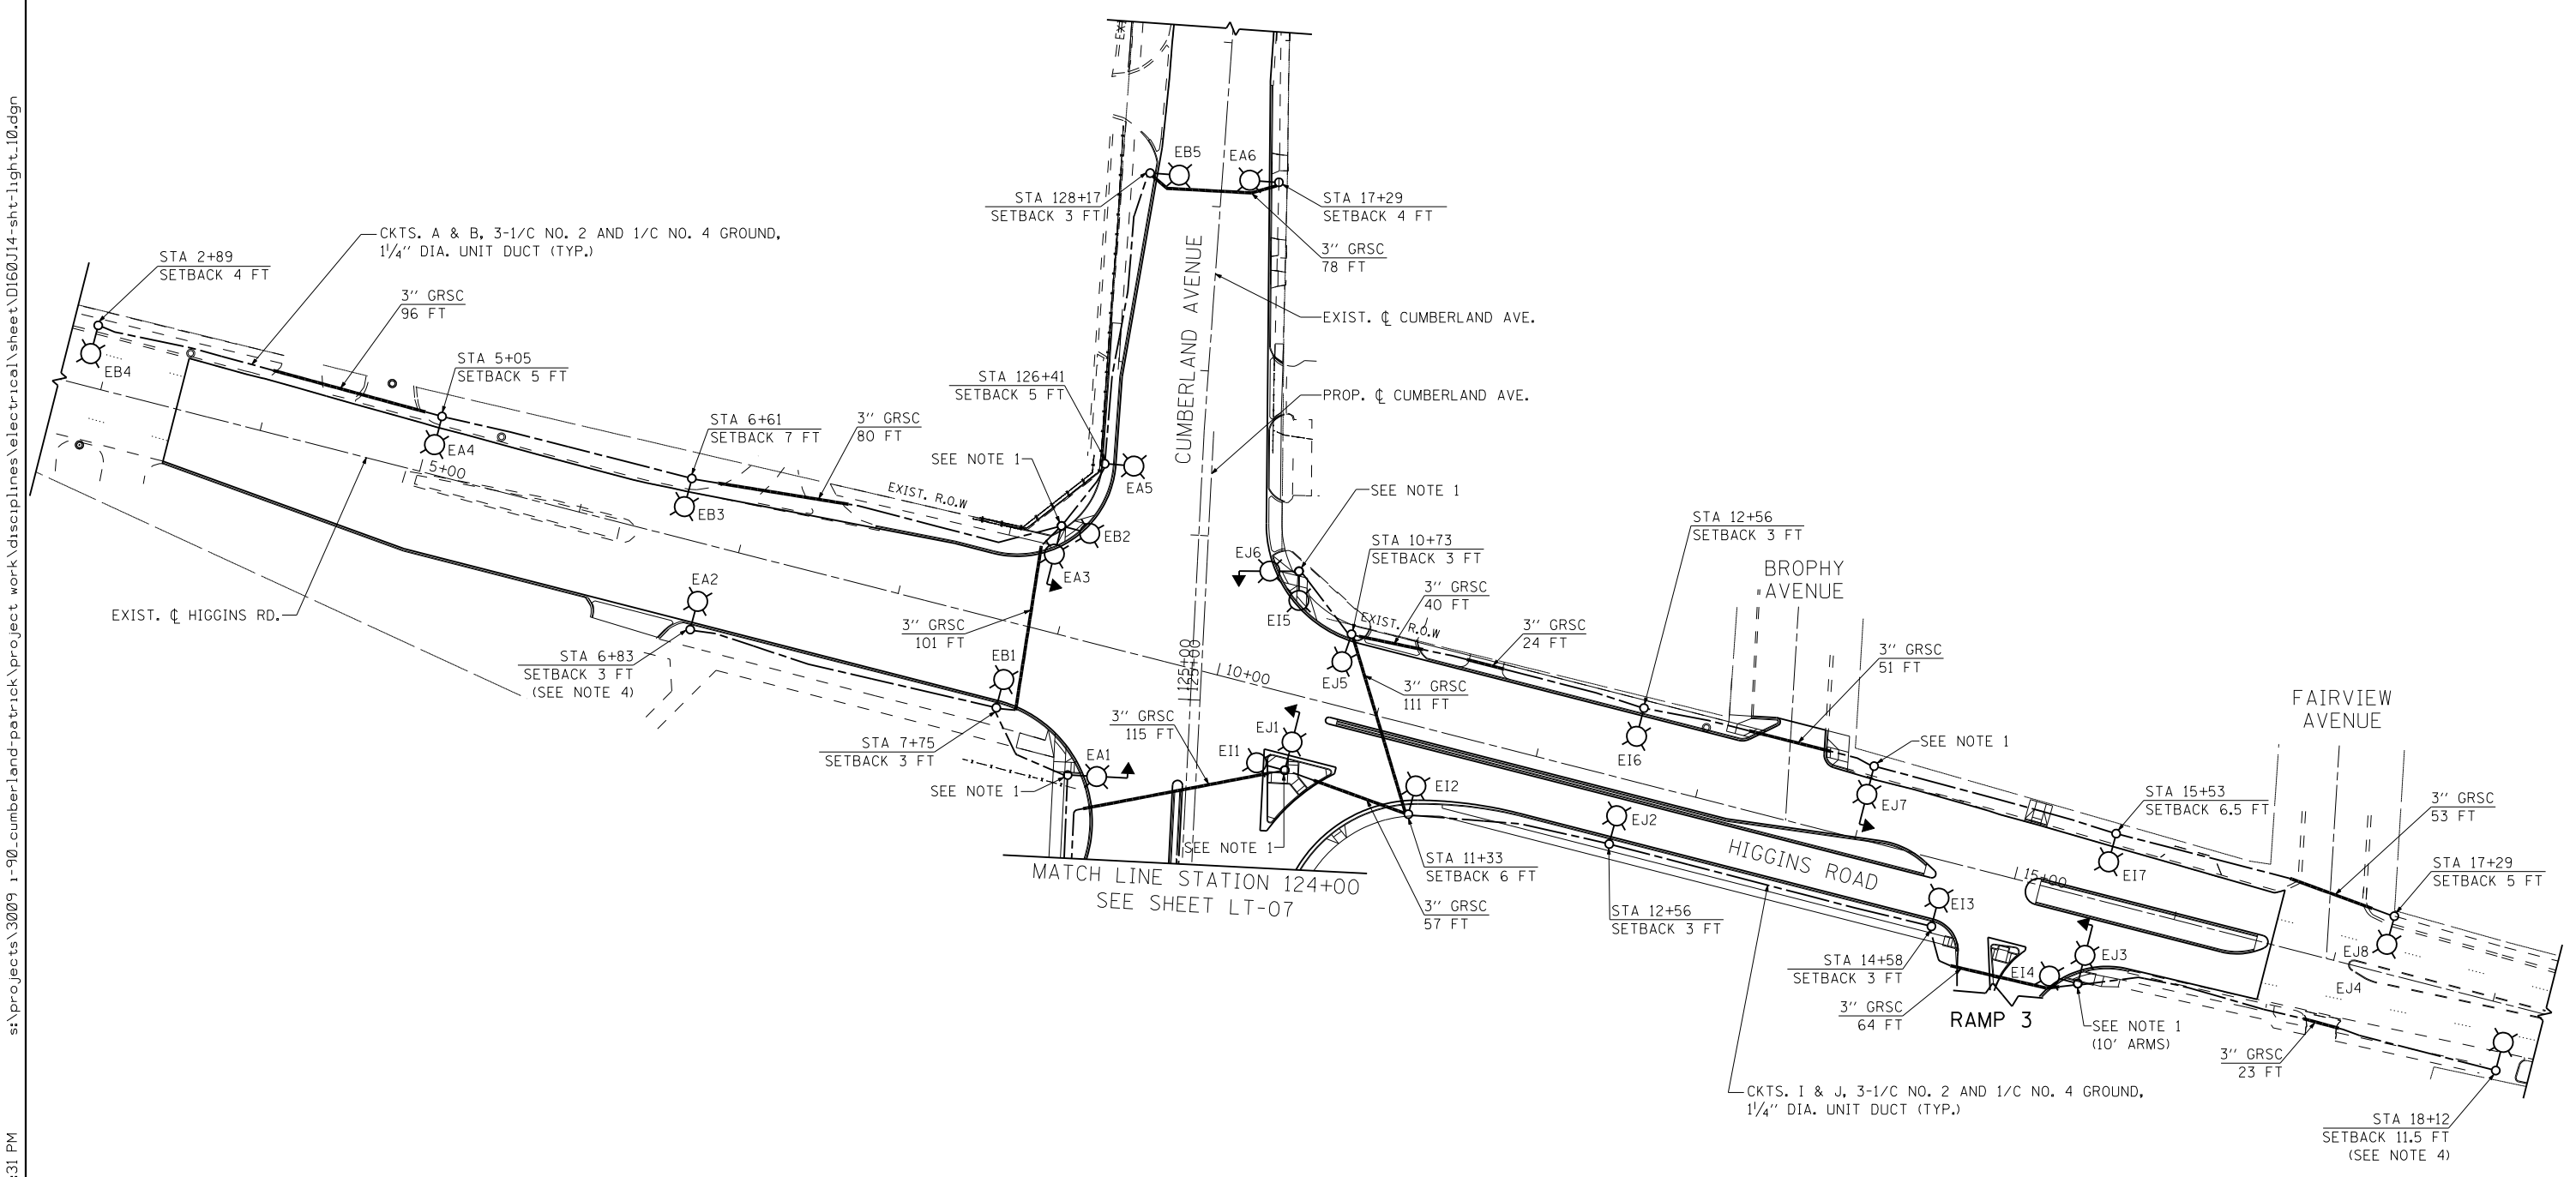 s:\projects\3009 i-90_cumberland-patrick\project work\disciplines\electrical\sheet\D160J14-sht-light_10.dgn
:31 PM
EB5
EA6
STA 128+17
SETBACK 3 FT
STA 17+29
SETBACK 4 FT
3'' GRSC
78 FT
CKTS. A & B, 3-1/C NO. 2 AND 1/C NO. 4 GROUND,
1 1/4'' DIA. UNIT DUCT (TYP.)
STA 2+89
SETBACK 4 FT
3'' GRSC
96 FT
CUMBERLAND AVENUE
EXIST. ℄ CUMBERLAND AVE.
EB4
STA 5+05
SETBACK 5 FT
STA 126+41
SETBACK 5 FT
PROP. ℄ CUMBERLAND AVE.
STA 6+61
SETBACK 7 FT
3'' GRSC
80 FT
EA4
5+00
SEE NOTE 1
EA5
EXIST. R.O.W
SEE NOTE 1
EB3
EB2
STA 12+56
SETBACK 3 FT
STA 10+73
SETBACK 3 FT
EJ6
EA3
BROPHY
AVENUE
EA2
3'' GRSC
40 FT
EXIST. ℄ HIGGINS RD.
EI5
EXIST. R.O.W
3'' GRSC
101 FT
3'' GRSC
24 FT
STA 6+83
SETBACK 3 FT
(SEE NOTE 4)
EB1
125+00
125+00
10+00
EJ5
3'' GRSC
111 FT
3'' GRSC
51 FT
FAIRVIEW
AVENUE
3'' GRSC
115 FT
EJ1
EI1
STA 7+75
SETBACK 3 FT
EI6
SEE NOTE 1
EA1
SEE NOTE 1
EI2
EJ7
STA 15+53
SETBACK 6.5 FT
3'' GRSC
53 FT
EJ2
SEE NOTE 1
HIGGINS ROAD
STA 11+33
SETBACK 6 FT
EI7
15+00
STA 17+29
SETBACK 5 FT
MATCH LINE STATION 124+00
SEE SHEET LT-07
3'' GRSC
57 FT
STA 12+56
SETBACK 3 FT
EI3
STA 14+58
SETBACK 3 FT
EI4
EJ3
EJ8
EJ4
3'' GRSC
64 FT
RAMP 3
SEE NOTE 1
(10' ARMS)
3'' GRSC
23 FT
CKTS. I & J, 3-1/C NO. 2 AND 1/C NO. 4 GROUND,
1 1/4'' DIA. UNIT DUCT (TYP.)
STA 18+12
SETBACK 11.5 FT
(SEE NOTE 4)